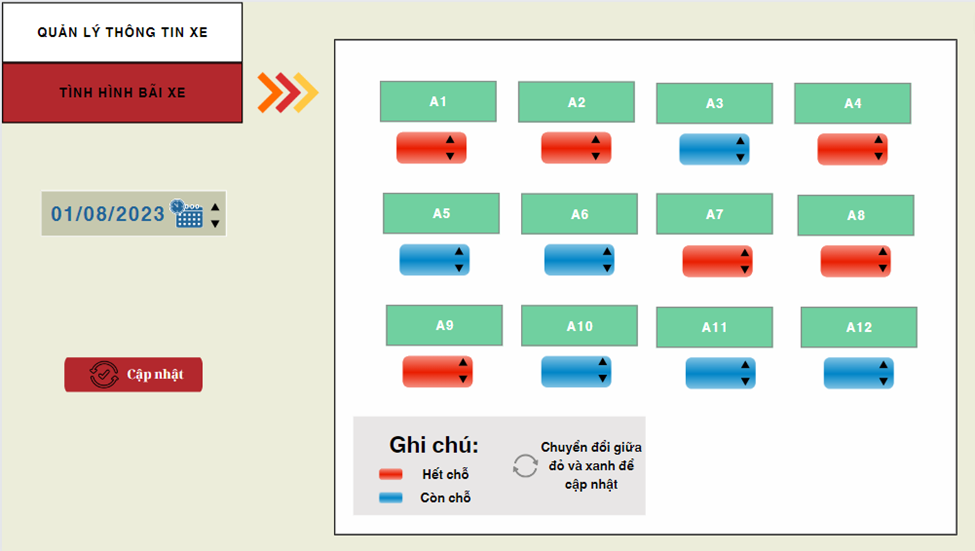 QUẢN LÝ THÔNG TIN XE
TÌNH HÌNH BÃI XE
01/08/2023
Cập nhật
A1
A2
A3
A4
A5
A6
A7
A8
A9
A10
A11
A12
Ghi chú:
Hết chỗ
Còn chỗ
Chuyển đổi giữa
đỏ và xanh để
cập nhật